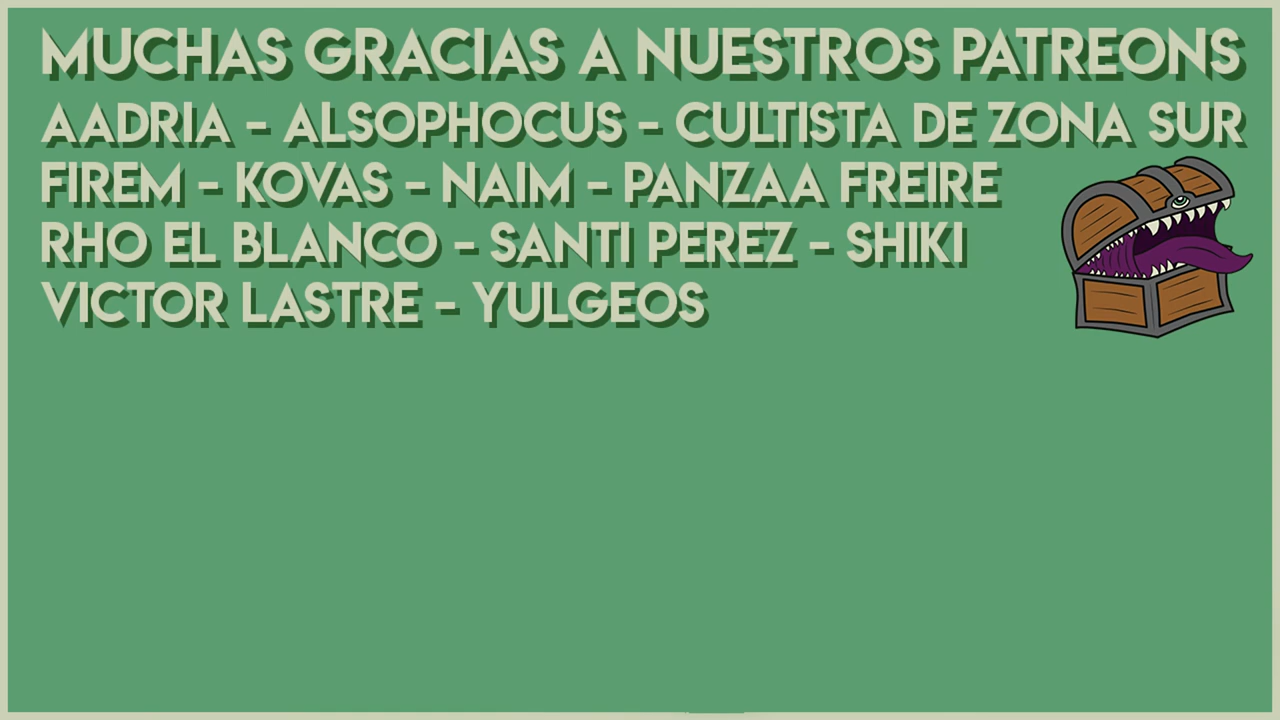 MUCHAS GRACIAS A NUESTROS PATREONS
AADRIA - ALSOPHOCUS - CULTISTA DE ZONA SUR
FIREM - KOVAS - NAIM - PANZAA FREIRE
RHO EL BLANCO - SANTI PEREZ - SHIKI
VICTOR LASTRE - YULGEOS